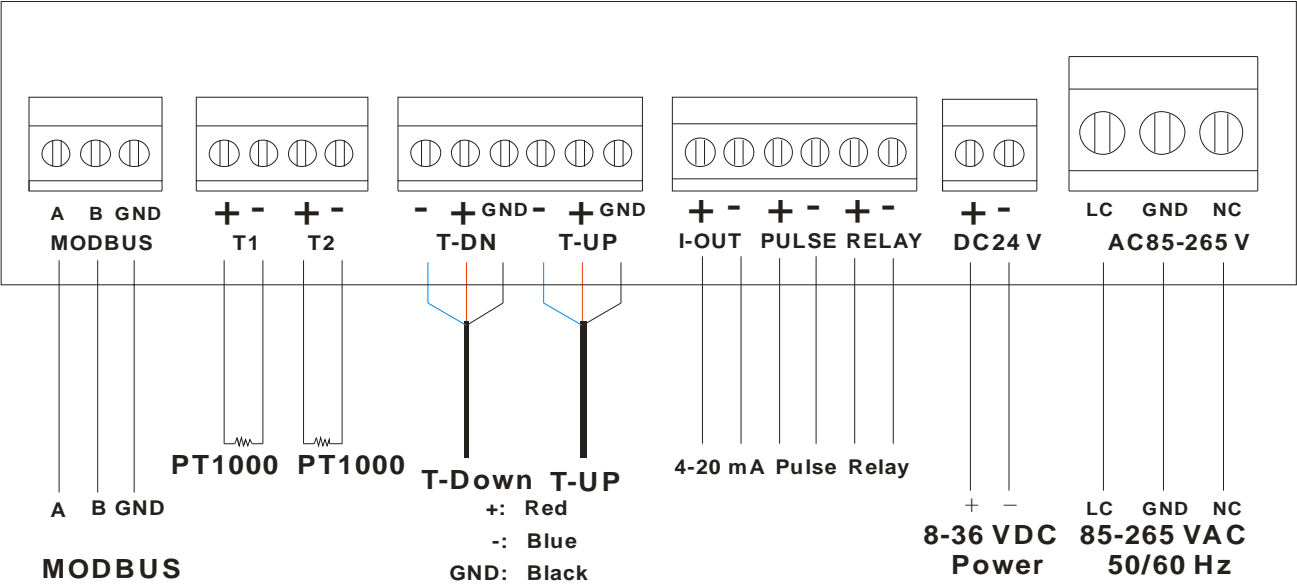 A B GND + - + - - + GND - + GND + - + - + - + - LC GND NC
MODBUS T1 T2 T-DN T-UP I-OUT PULSE RELAY DC24 V AC85-265 V
PT1000 PT1000 T-Down T-UP 4-20 mA Pulse Relay
A B GND +: Red + − LC GND NC
-: Blue 8-36 VDC 85-265 VAC
MODBUS GND: Black Power 50/60 Hz